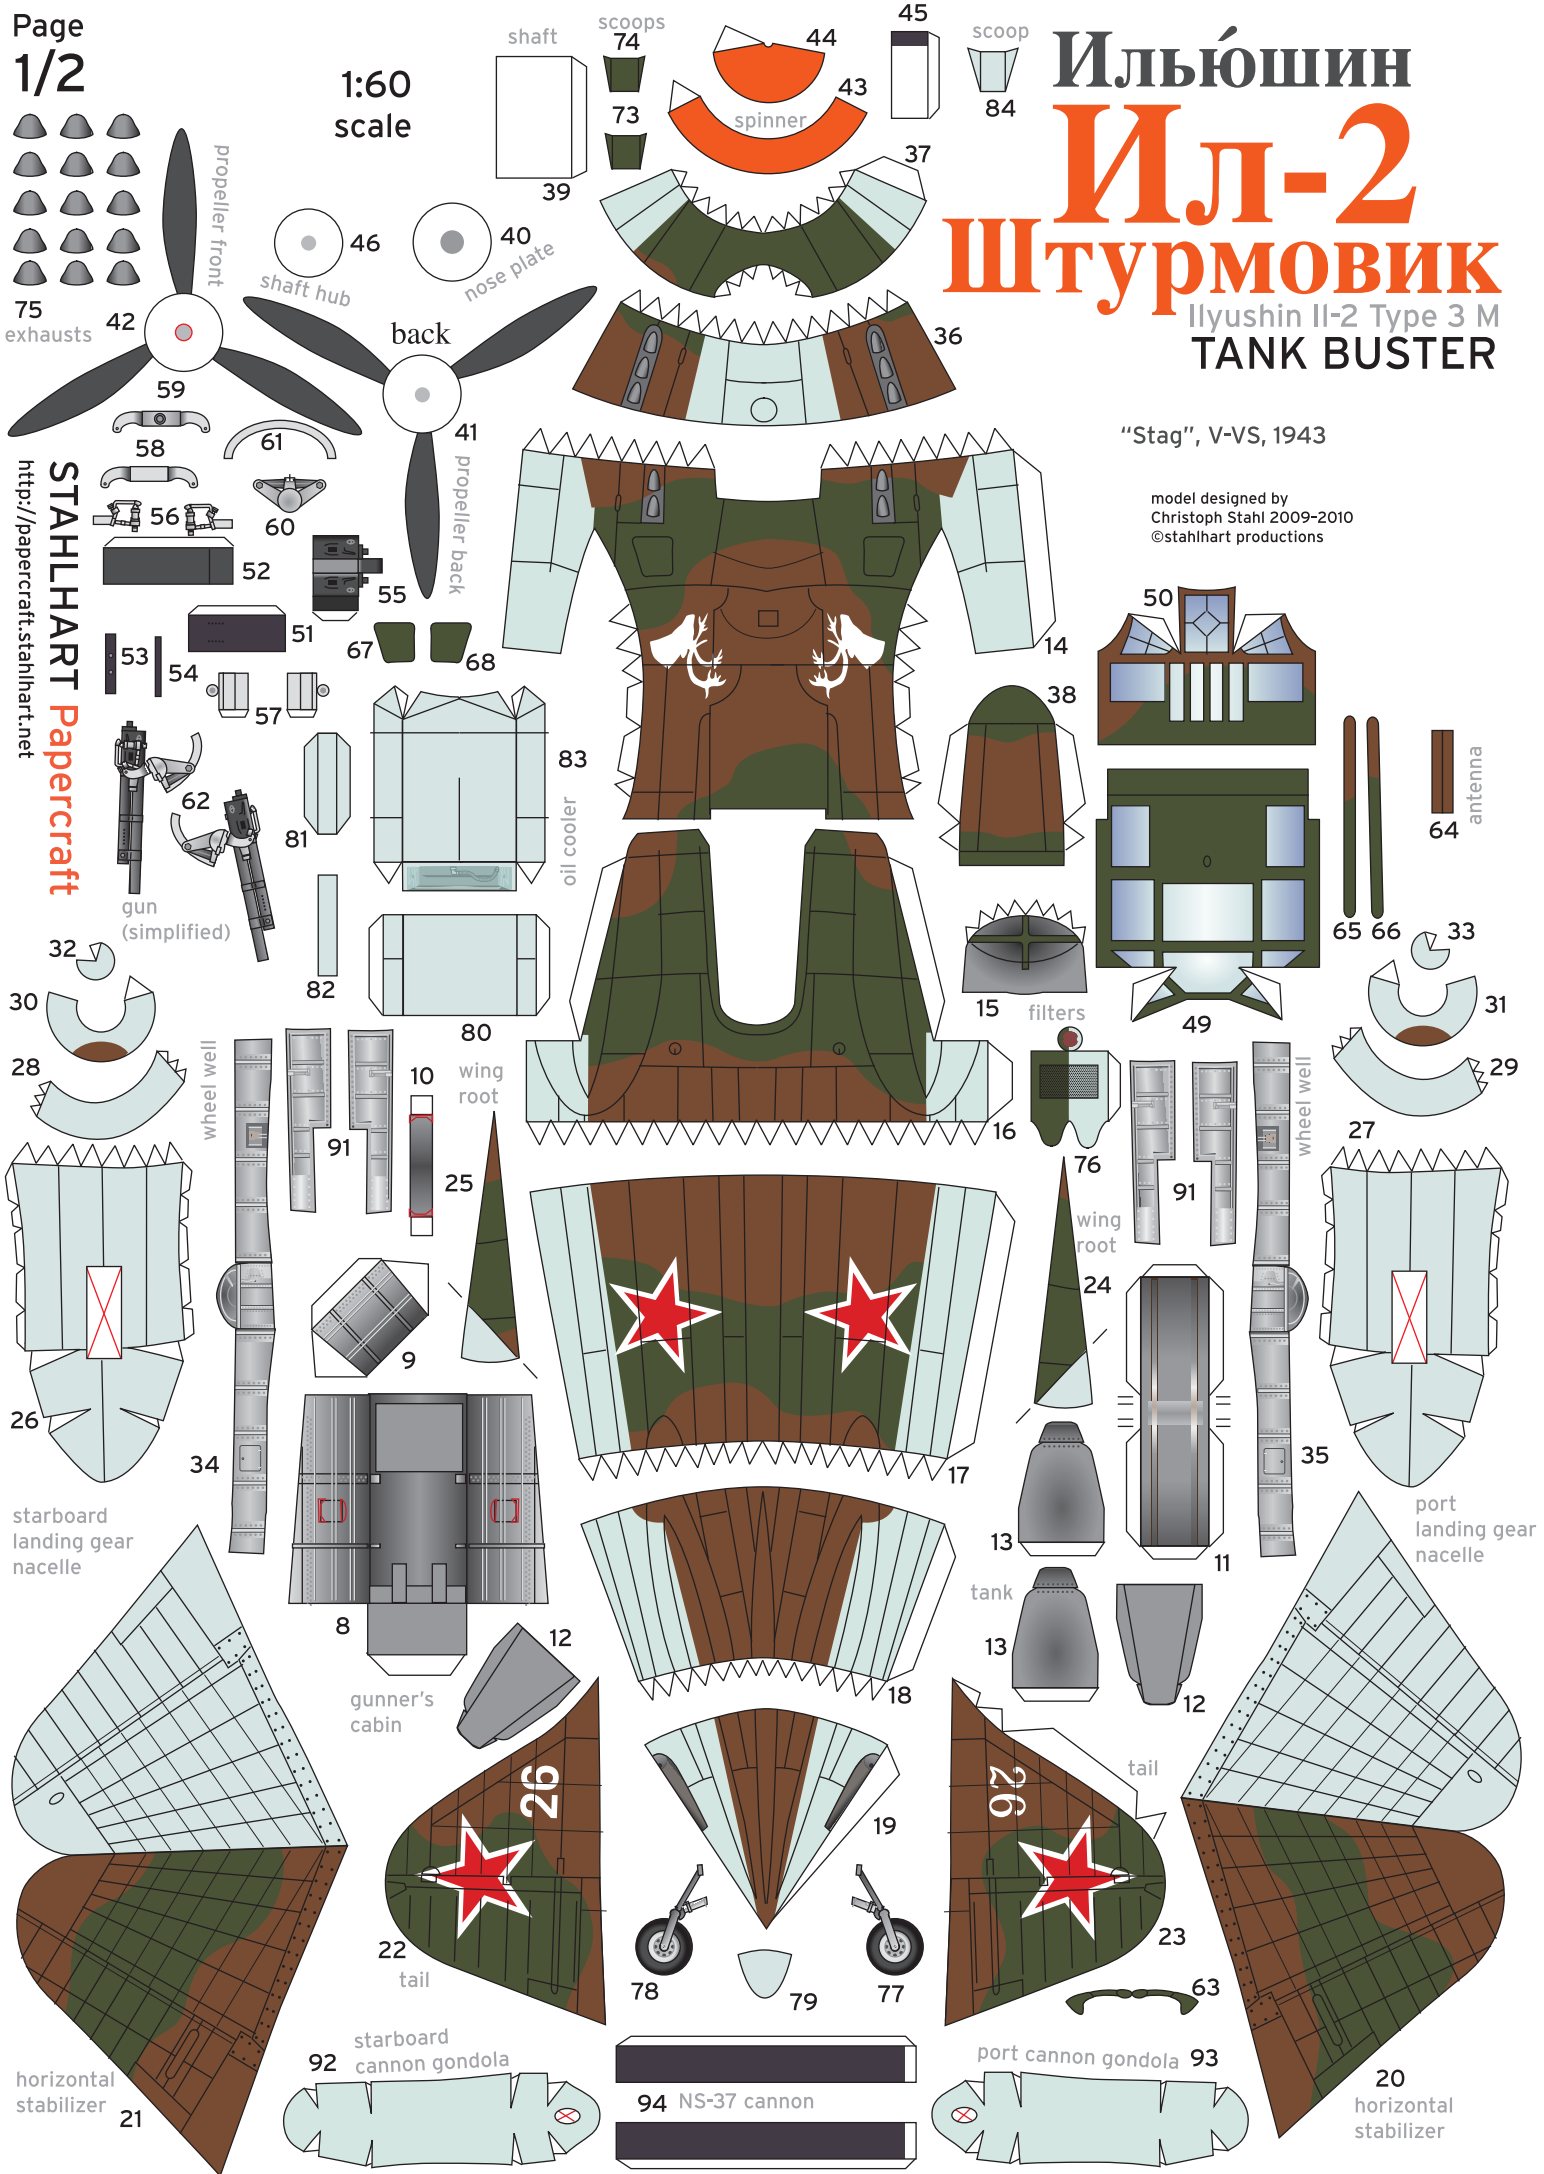 Page
1/2
1:60
scale
shaft
39
scoops
74
73
44
43
spinner
45
scoop
84
Ильюшин
Ил-2
Штурмовик
Ilyushin Il-2 Type 3 M
TANK BUSTER
"Stag", V-VS, 1943
model designed by
Christoph Stahl 2009-2010
©stahlhart productions
37
36
propeller front
46
shaft hub
40
nose plate
75
exhausts
42
back
41
propeller back
59
58
61
56
60
52
55
51
53
54
57
67
68
62
gun
(simplified)
STAHLHART Papercraft
http://papercraft.stahlhart.net
83
81
oil cooler
82
80
14
38
50
49
65
66
64
antenna
15
filters
76
16
32
30
28
33
31
29
wheel well
91
10
wing
root
25
26
34
starboard
landing gear
nacelle
9
8
gunner's
cabin
12
17
18
19
wing
root
24
91
wheel well
27
11
35
13
tank
13
12
port
landing gear
nacelle
26
22
tail
26
tail
23
78
79
77
63
horizontal
stabilizer
21
20
horizontal
stabilizer
92
starboard
cannon gondola
94
NS-37 cannon
port cannon gondola
93